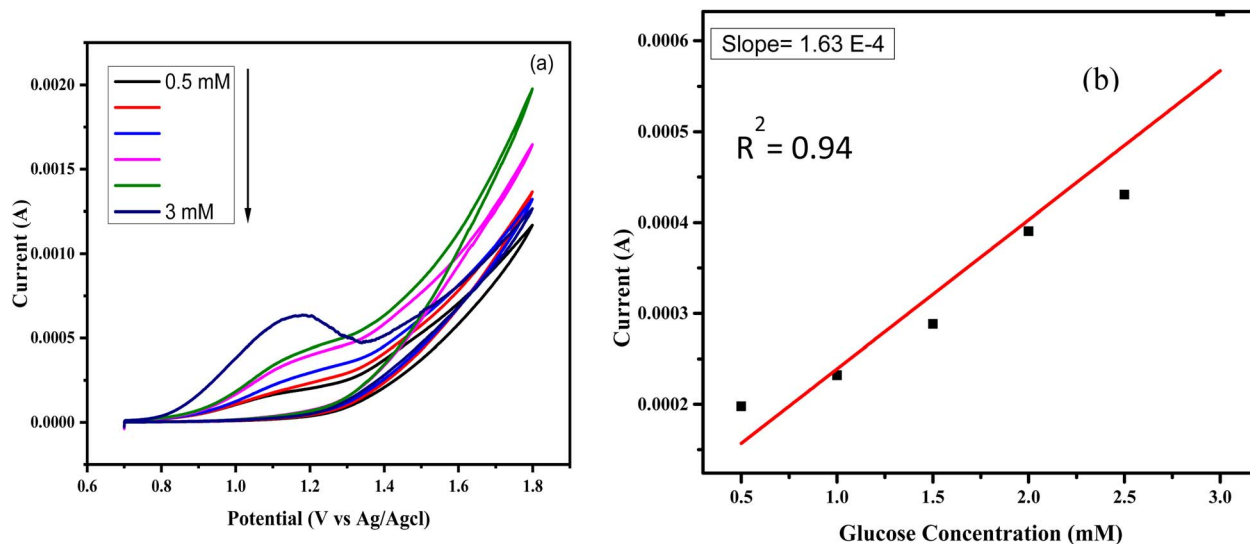 (a)
0.5 mM
3 mM
0.0020
0.0015
0.0010
0.0005
0.0000
Current (A)
0.6 0.8 1.0 1.2 1.4 1.6 1.8
Potential (V vs Ag/Agcl)
Slope= 1.63 E-4
(b)
R2= 0.94
0.0006
0.0005
0.0004
0.0003
0.0002
Current (A)
0.5 1.0 1.5 2.0 2.5 3.0
Glucose Concentration (mM)